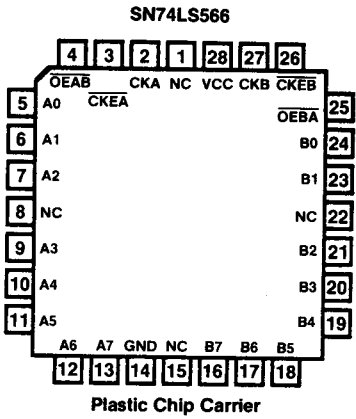 SN74LS566
4 3 2 1 28 27 26
OEAB CKA NC VCC CKB CKEB
CKEA OEBA
5 A0 25
6 A1 B0 24
7 A2 B1 23
8 NC NC 22
9 A3 B2 21
10 A4 B3 20
11 A5 B4 19
A6 A7 GND NC B7 B6 B5
12 13 14 15 16 17 18
Plastic Chip Carrier